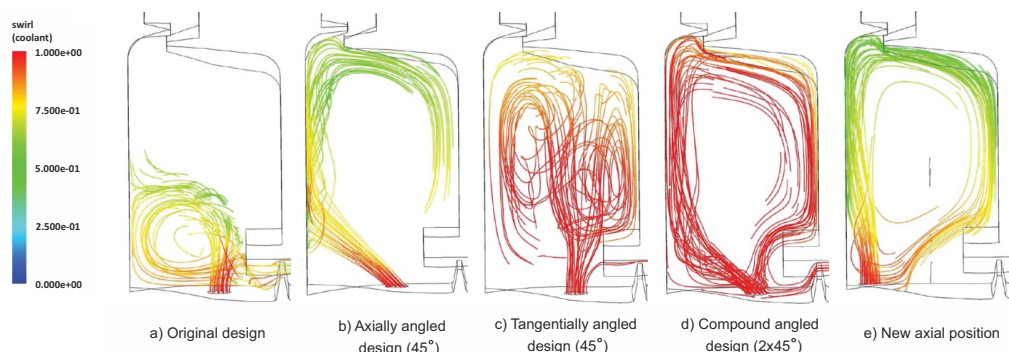 swirl
(coolant)
1.000e+00
7.500e-01
5.000e-01
2.500e-01
0.000e+00
a) Original design
b) Axially angled
design (45°)
c) Tangentially angled
design (45°)
d) Compound angled
design (2x45°)
e) New axial position